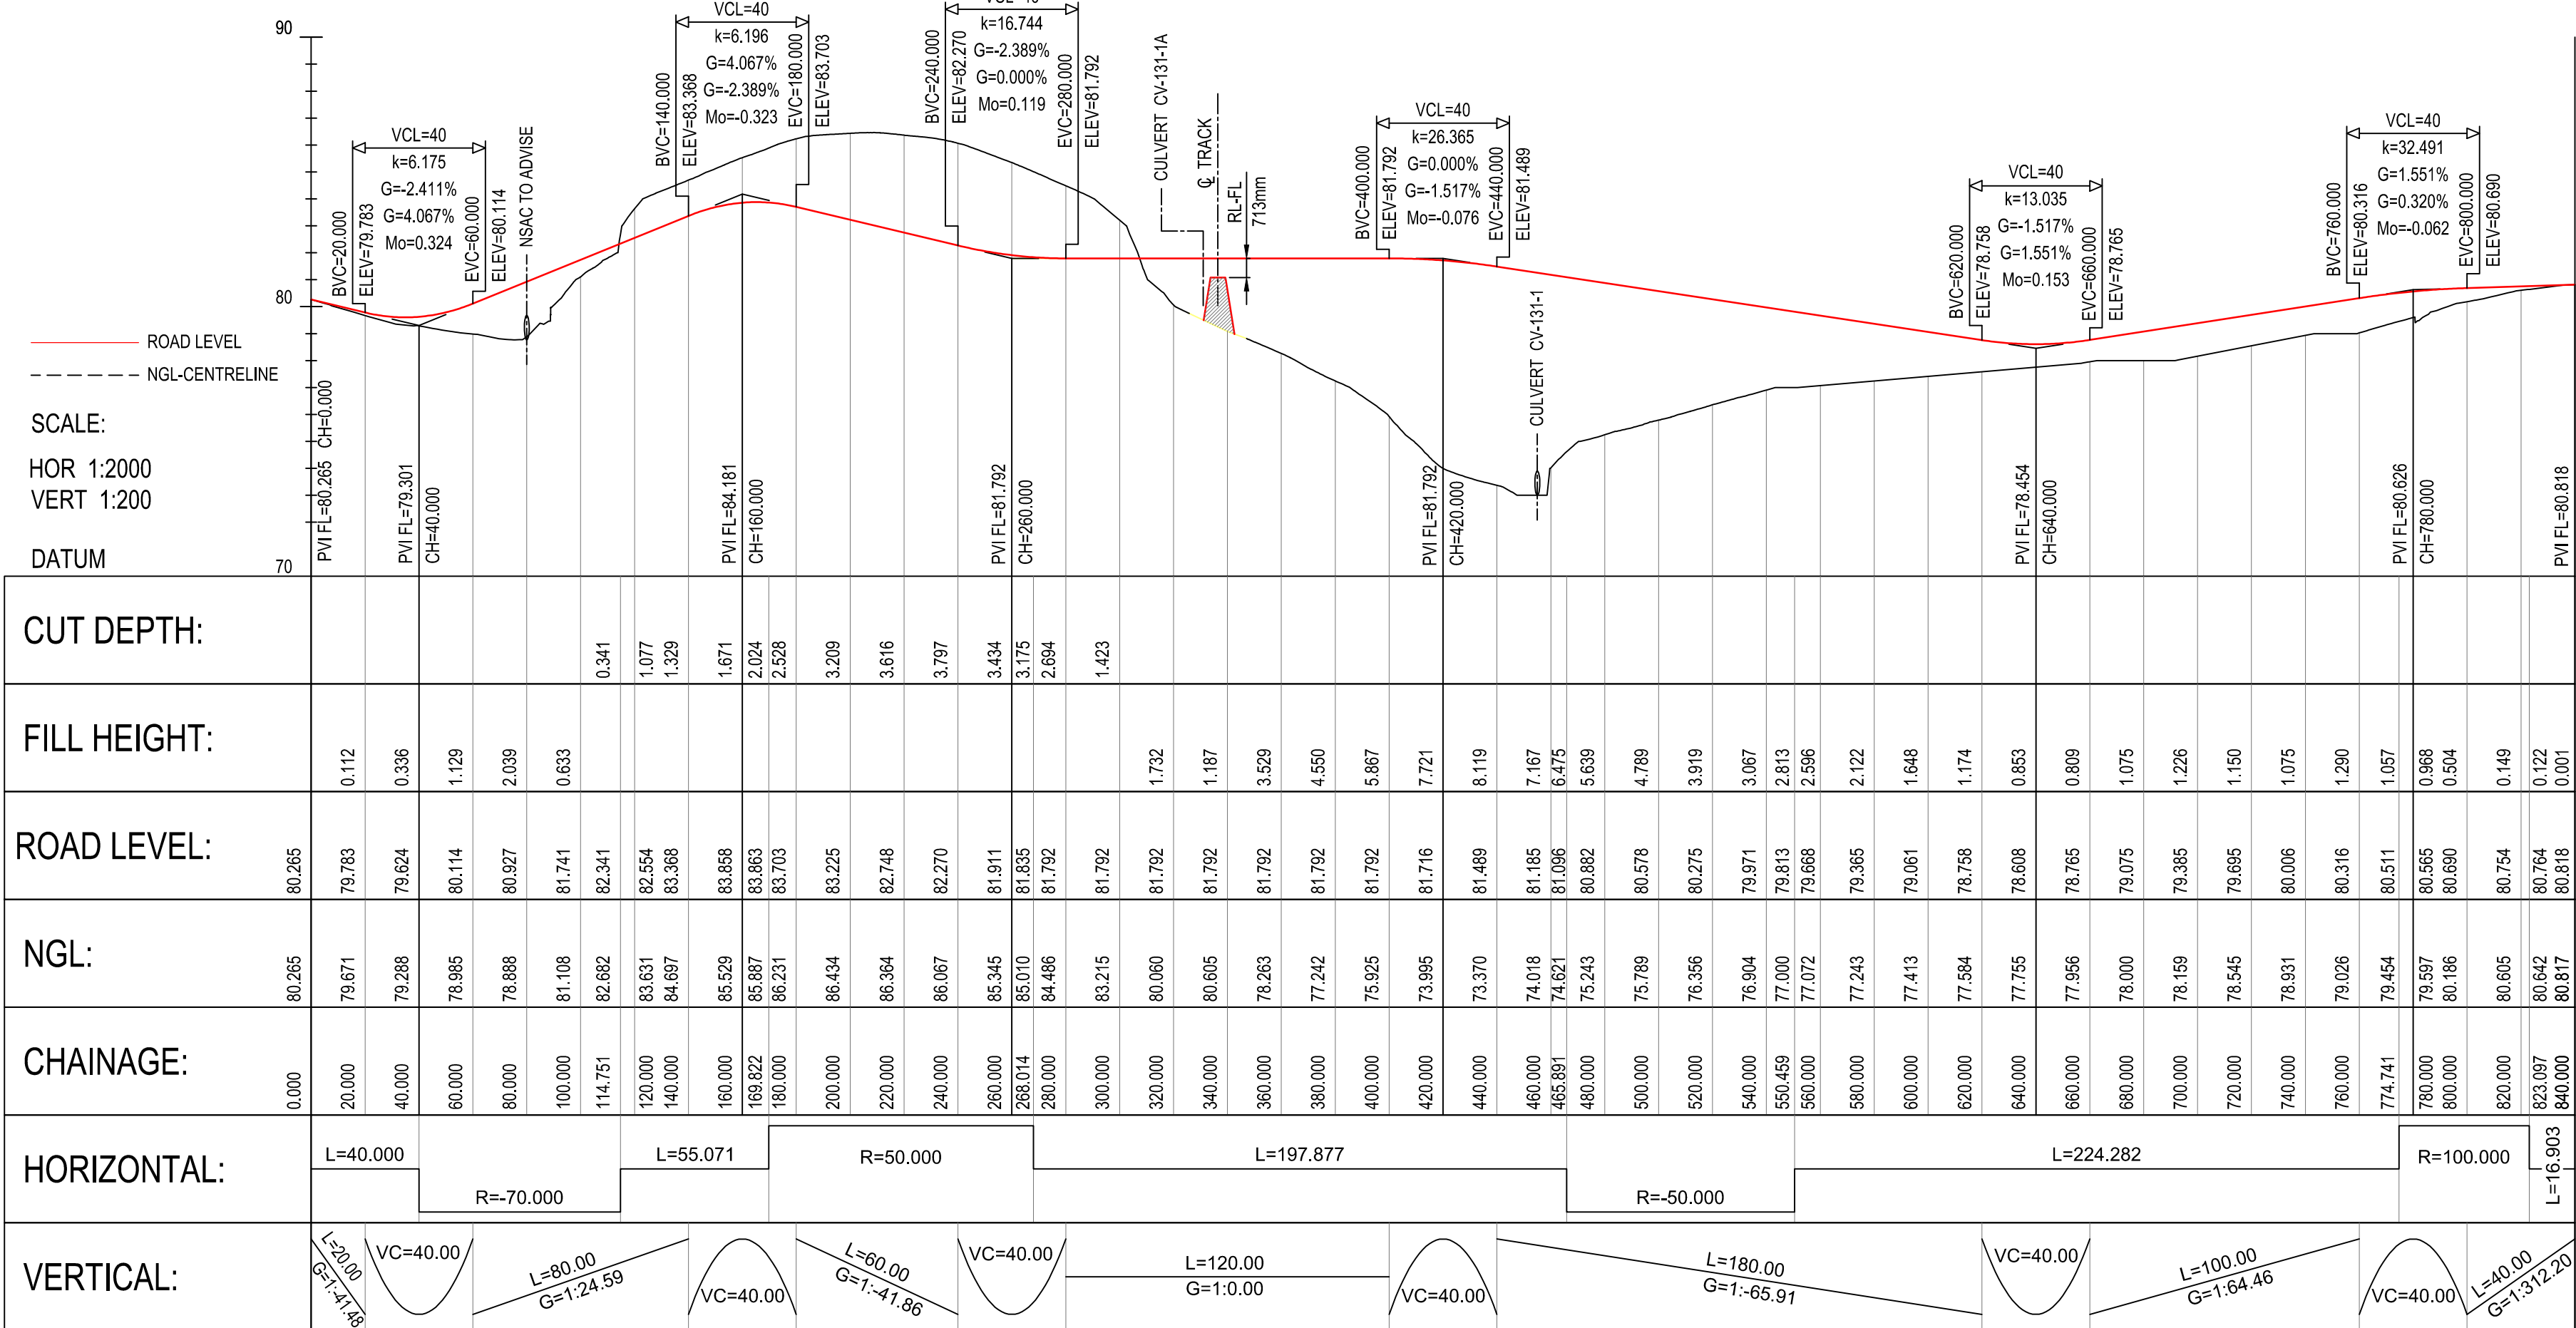 VCL=40
k=6.196
G=4.067%
G=-2.389%
Mo=-0.323
BVC=140.000
ELEV=83.368
EVC=180.000
ELEV=83.703
k=16.744
G=-2.389%
G=0.000%
Mo=0.119
BVC=240.000
ELEV=82.270
EVC=280.000
ELEV=81.792
90
80
70
VCL=40
k=6.175
G=-2.411%
G=4.067%
Mo=0.324
BVC=20.000
ELEV=79.783
EVC=60.000
ELEV=80.114
NSAC TO ADVISE
CULVERT CV-131-1A
℄ TRACK
RL-FL
713mm
VCL=40
k=26.365
G=0.000%
G=-1.517%
Mo=-0.076
BVC=400.000
ELEV=81.792
EVC=440.000
ELEV=81.489
CULVERT CV-131-1
VCL=40
k=13.035
G=-1.517%
G=1.551%
Mo=0.153
BVC=620.000
ELEV=78.758
EVC=660.000
ELEV=78.765
VCL=40
k=32.491
G=1.551%
G=0.320%
Mo=-0.062
BVC=760.000
ELEV=80.316
EVC=800.000
ELEV=80.690
ROAD LEVEL
NGL-CENTRELINE
SCALE:
HOR 1:2000
VERT 1:200
DATUM
PVI FL=80.265 CH=0.000
PVI FL=79.301
CH=40.000
PVI FL=84.181
CH=160.000
PVI FL=81.792
CH=260.000
PVI FL=81.792
CH=420.000
PVI FL=78.454
CH=640.000
PVI FL=80.626
CH=780.000
PVI FL=80.818
CUT DEPTH: 0.341 1.077 1.329 1.671 2.024 2.528 3.209 3.616 3.797 3.434 3.175 2.694 1.423
FILL HEIGHT: 0.112 0.336 1.129 2.039 0.633 1.732 1.187 3.529 4.550 5.867 7.721 8.119 7.167 6.475 5.639 4.789 3.919 3.067 2.813 2.596 2.122 1.648 1.174 0.853 0.809 1.075 1.226 1.150 1.075 1.290 1.057 0.968 0.504 0.149 0.122 0.001
ROAD LEVEL: 80.265 79.783 79.624 80.114 80.927 81.741 82.341 82.554 83.368 83.858 83.863 83.703 83.225 82.748 82.270 81.911 81.835 81.792 81.792 81.792 81.792 81.792 81.792 81.792 81.716 81.489 81.185 81.096 80.882 80.578 80.275 79.971 79.813 79.668 79.365 79.061 78.758 78.608 78.765 79.075 79.385 79.695 80.006 80.316 80.511 80.565 80.690 80.754 80.764 80.818
NGL: 80.265 79.671 79.288 78.985 78.888 81.108 82.682 83.631 84.697 85.529 85.887 86.231 86.434 86.364 86.067 85.345 85.010 84.486 83.215 80.060 80.605 78.263 77.242 75.925 73.995 73.370 74.018 74.621 75.243 75.789 76.356 76.904 77.000 77.072 77.243 77.413 77.584 77.755 77.956 78.000 78.159 78.545 78.931 79.026 79.454 79.597 80.186 80.605 80.642 80.817
CHAINAGE: 0.000 20.000 40.000 60.000 80.000 100.000 114.751 120.000 140.000 160.000 169.822 180.000 200.000 220.000 240.000 260.000 268.014 280.000 300.000 320.000 340.000 360.000 380.000 400.000 420.000 440.000 460.000 465.891 480.000 500.000 520.000 540.000 550.459 560.000 580.000 600.000 620.000 640.000 660.000 680.000 700.000 720.000 740.000 760.000 774.741 780.000 800.000 820.000 823.097 840.000
HORIZONTAL: L=40.000 R=-70.000 L=55.071 R=50.000 L=197.877 R=-50.000 L=224.282 R=100.000 L=16.903
VERTICAL:
L=20.00
G=1:-41.48
VC=40.00
L=80.00
G=1:24.59
VC=40.00
L=60.00
G=1:-41.86
VC=40.00
L=120.00
G=1:0.00
VC=40.00
L=180.00
G=1:-65.91
VC=40.00
L=100.00
G=1:64.46
VC=40.00
L=40.00
G=1:312.20